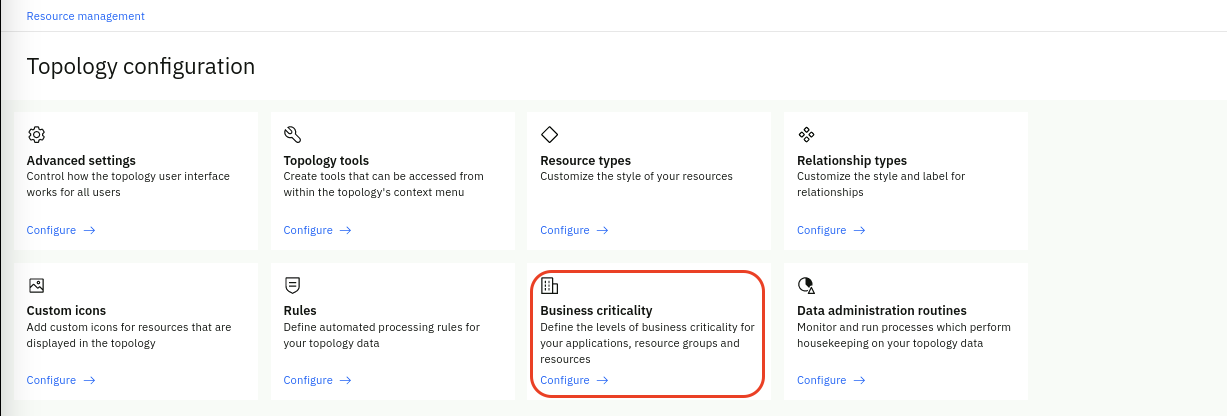 Resource management
Topology configuration
Advanced settings
Control how the topology user interface
works for all users
Configure
Topology tools
Create tools that can be accessed from
within the topology's context menu
Configure
Resource types
Customize the style of your resources
Configure
Relationship types
Customize the style and label for
relationships
Configure
Custom icons
Add custom icons for resources that are
displayed in the topology
Configure
Rules
Define automated processing rules for
your topology data
Configure
Business criticality
Define the levels of business criticality for
your applications, resource groups and
resources
Configure
Data administration routines
Monitor and run processes which perform
housekeeping on your topology data
Configure